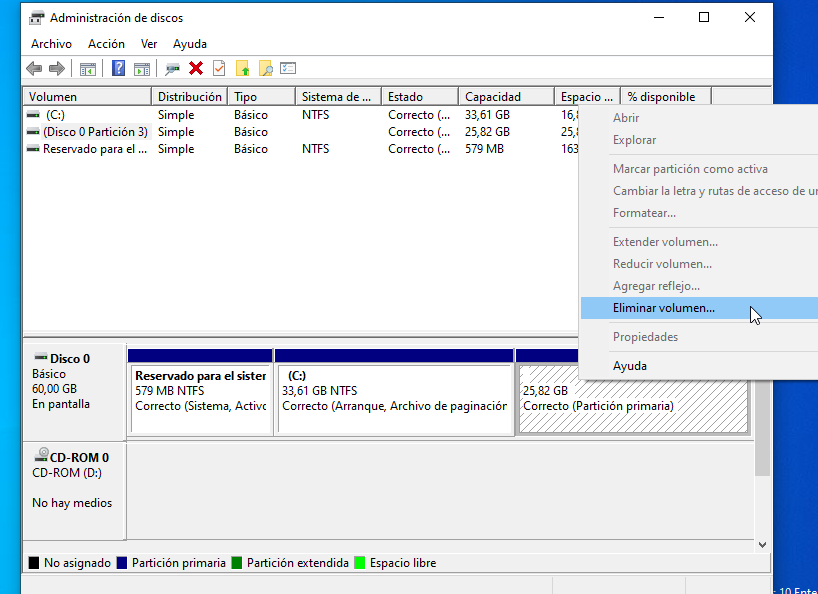 Administración de discos
Archivo Acción Ver Ayuda
Volumen Distribución Tipo Sistema de ... Estado Capacidad Espacio ... % disponible
(C:) Simple Básico NTFS Correcto (... 33,61 GB 16,8
(Disco 0 Partición 3) Simple Básico Correcto (... 25,82 GB 25,8
Reservado para el ... Simple Básico NTFS Correcto (... 579 MB 163
Abrir
Explorar
Marcar partición como activa
Cambiar la letra y rutas de acceso de un
Formatear...
Extender volumen...
Reducir volumen...
Agregar reflejo...
Eliminar volumen...
Propiedades
Ayuda
Disco 0
Básico
60,00 GB
En pantalla
Reservado para el sister
579 MB NTFS
Correcto (Sistema, Activo
(C:)
33,61 GB NTFS
Correcto (Arranque, Archivo de paginación
25,82 GB
Correcto (Partición primaria)
CD-ROM 0
CD-ROM (D:)
No hay medios
No asignado Partición primaria Partición extendida Espacio libre
10 Ente